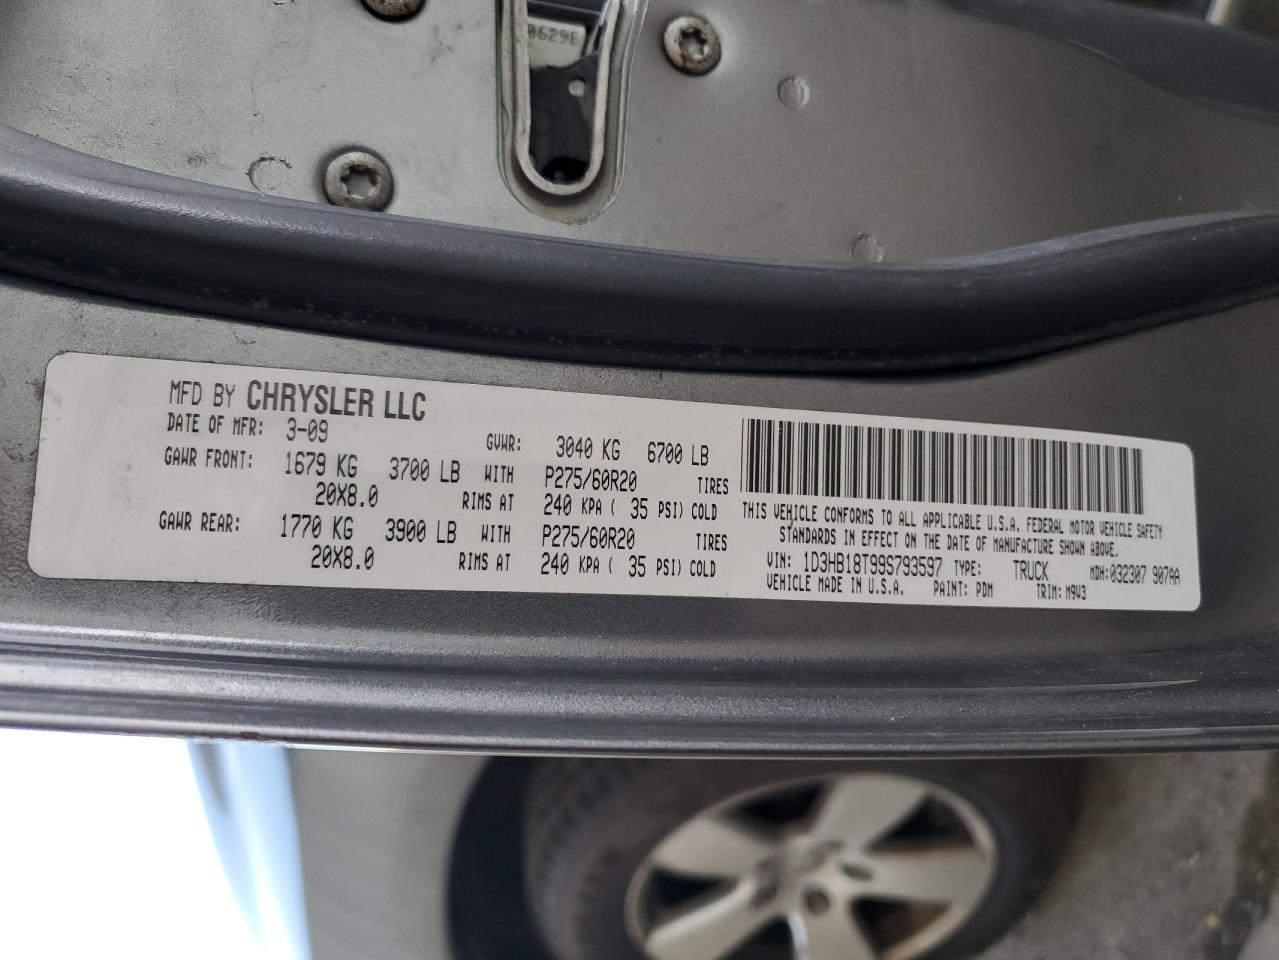 0629E
MFD BY CHRYSLER LLC
DATE OF MFR: 3-09 GVWR: 3040 KG 6700 LB
GAWR FRONT: 1679 KG 3700 LB WITH P275/60R20 TIRES
20X8.0 RIMS AT 240 KPA ( 35 PSI) COLD
GAWR REAR: 1770 KG 3900 LB WITH P275/60R20 TIRES
20X8.0 RIMS AT 240 KPA ( 35 PSI) COLD
THIS VEHICLE CONFORMS TO ALL APPLICABLE U.S.A. FEDERAL MOTOR VEHICLE SAFETY
STANDARDS IN EFFECT ON THE DATE OF MANUFACTURE SHOWN ABOVE.
VIN: 1D3HB18T99S793597 TYPE: TRUCK MDH:032307 907AA
VEHICLE MADE IN U.S.A. PAINT: PDM TRIM: M9V3